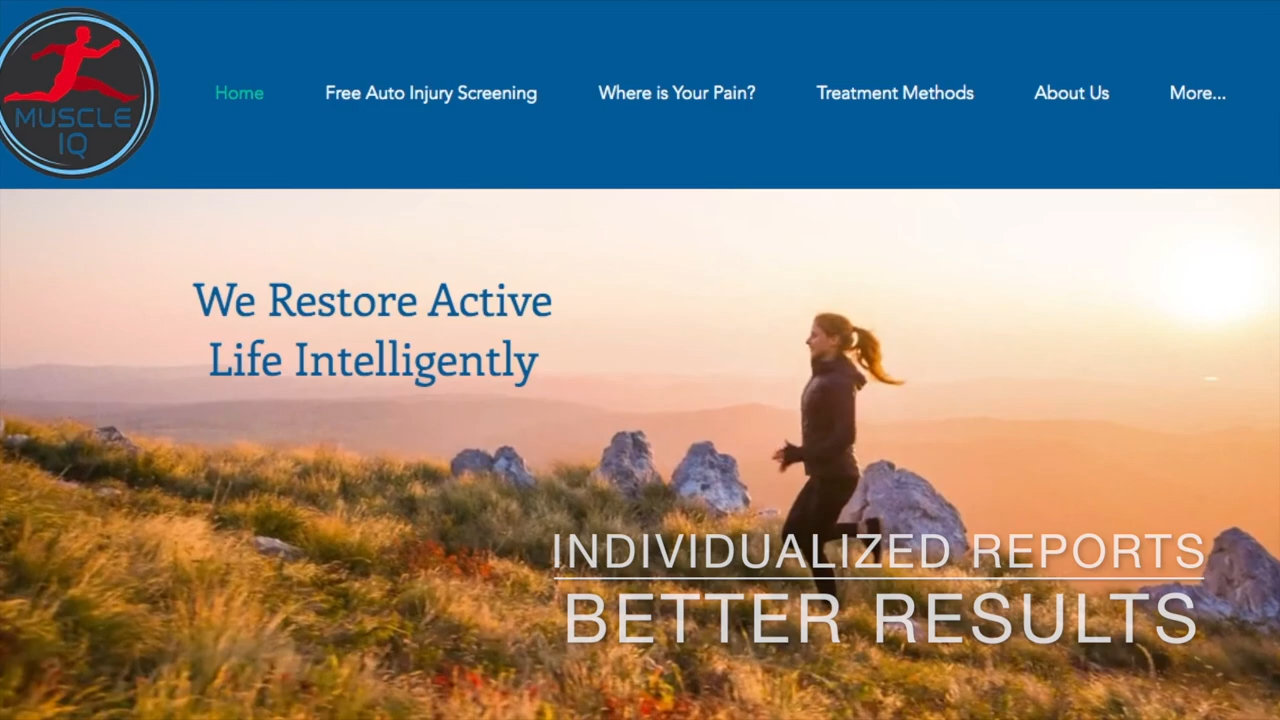 MUSCLE
IQ
Home
Free Auto Injury Screening
Where is Your Pain?
Treatment Methods
About Us
More...
We Restore Active
Life Intelligently
INDIVIDUALIZED REPORTS
BETTER RESULTS